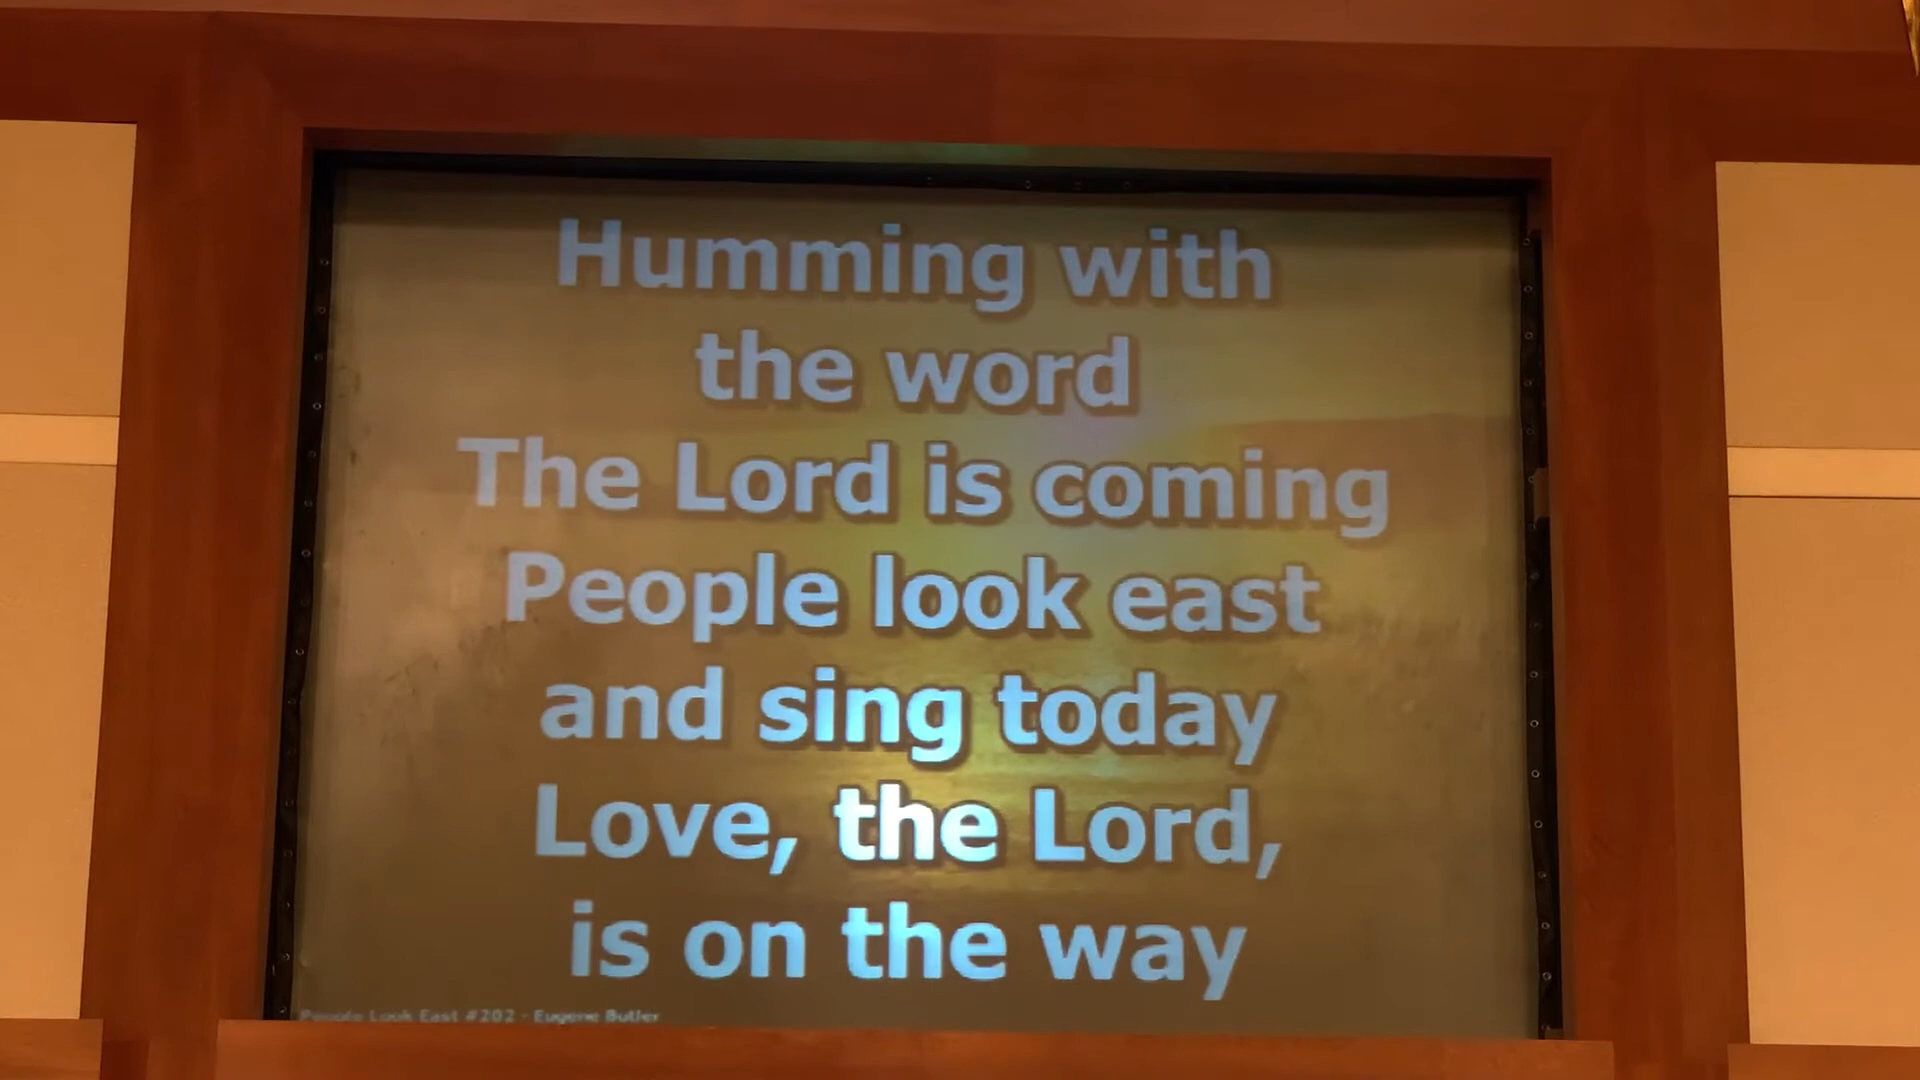 Humming with
the word
The Lord is coming
People look east
and sing today
Love, the Lord,
is on the way
People Look East #202 - Eugene Butler